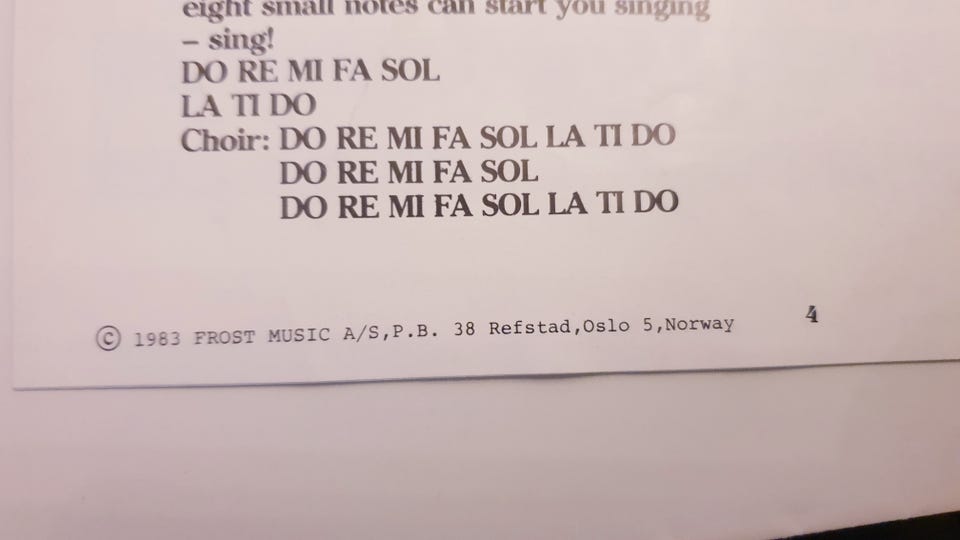 eight small notes can start you singing
– sing!
DO RE MI FA SOL
LA TI DO
Choir: DO RE MI FA SOL LA TI DO
DO RE MI FA SOL
DO RE MI FA SOL LA TI DO
© 1983 FROST MUSIC A/S,P.B. 38 Refstad,Oslo 5,Norway 4